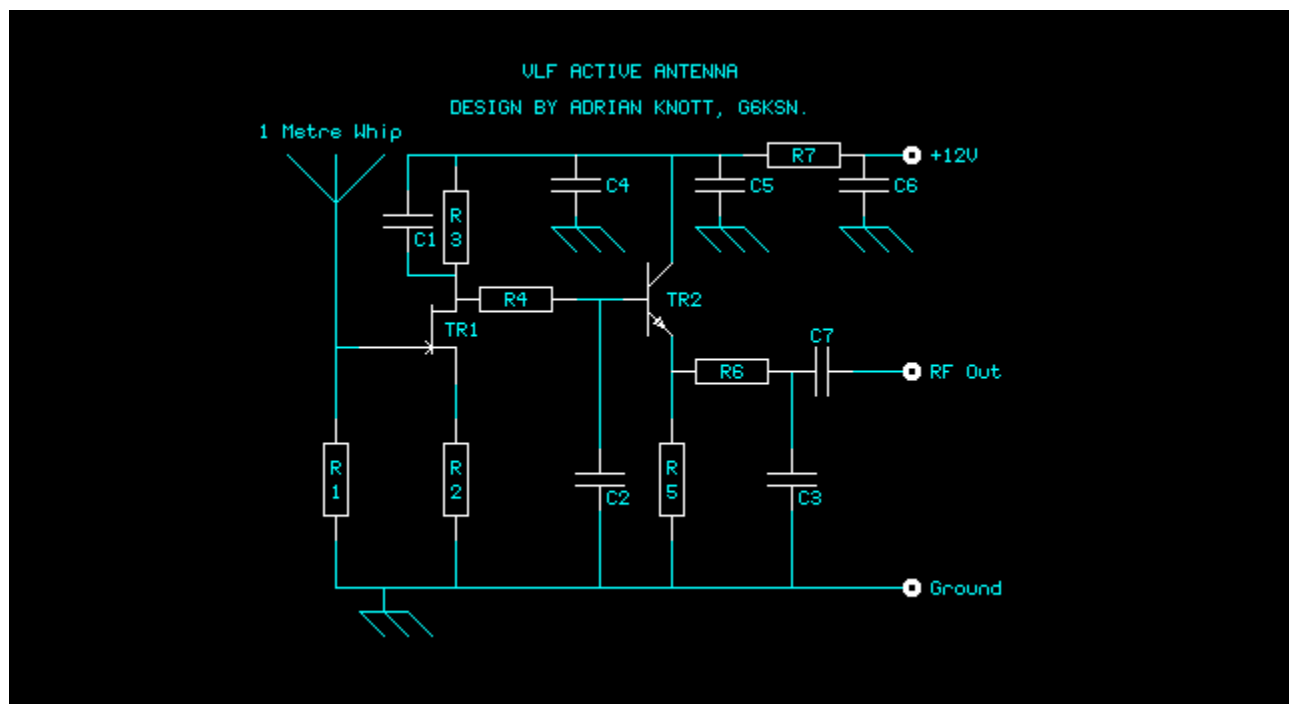 VLF ACTIVE ANTENNA
DESIGN BY ADRIAN KNOTT, G6KSN.
1 Metre Whip
R7
+12V
C4
C5
C6
R
3
C1
R4
TR2
TR1
C7
R6
RF Out
R
1
R
2
C2
R
5
C3
Ground